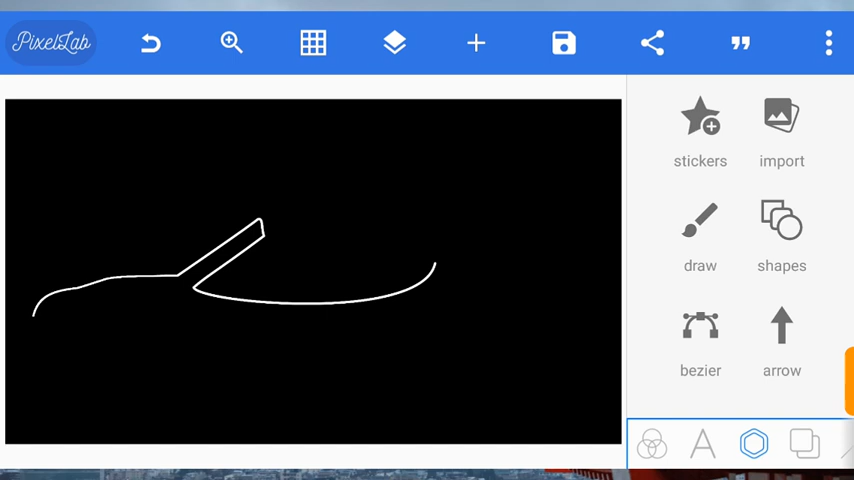 PixelLab
stickers
import
draw
shapes
bezier
arrow